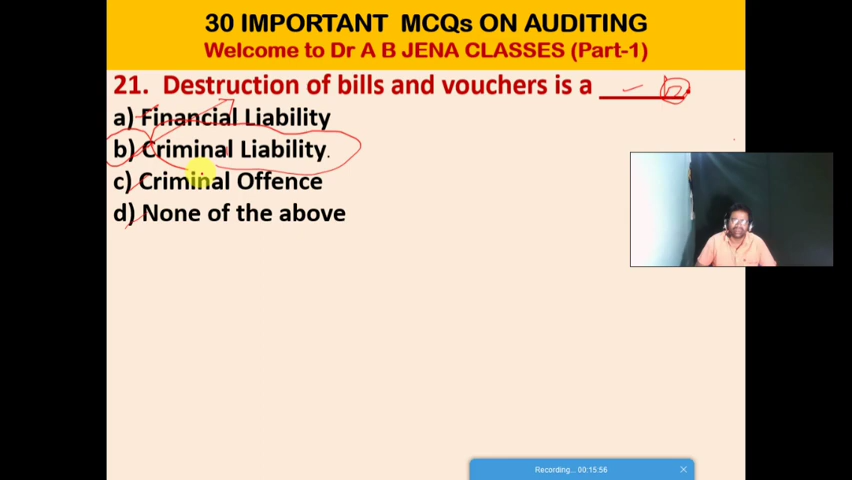 30 IMPORTANT MCQs ON AUDITING
Welcome to Dr A B JENA CLASSES (Part-1)
21. Destruction of bills and vouchers is a ______. b
a) Financial Liability
b) Criminal Liability.
c) Criminal Offence
d) None of the above
Recording... 00:15:56